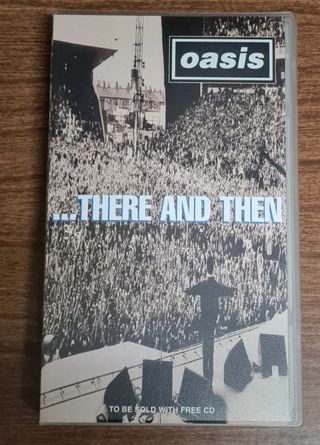 oasis
...THERE AND THEN
TO BE SOLD WITH FREE CD